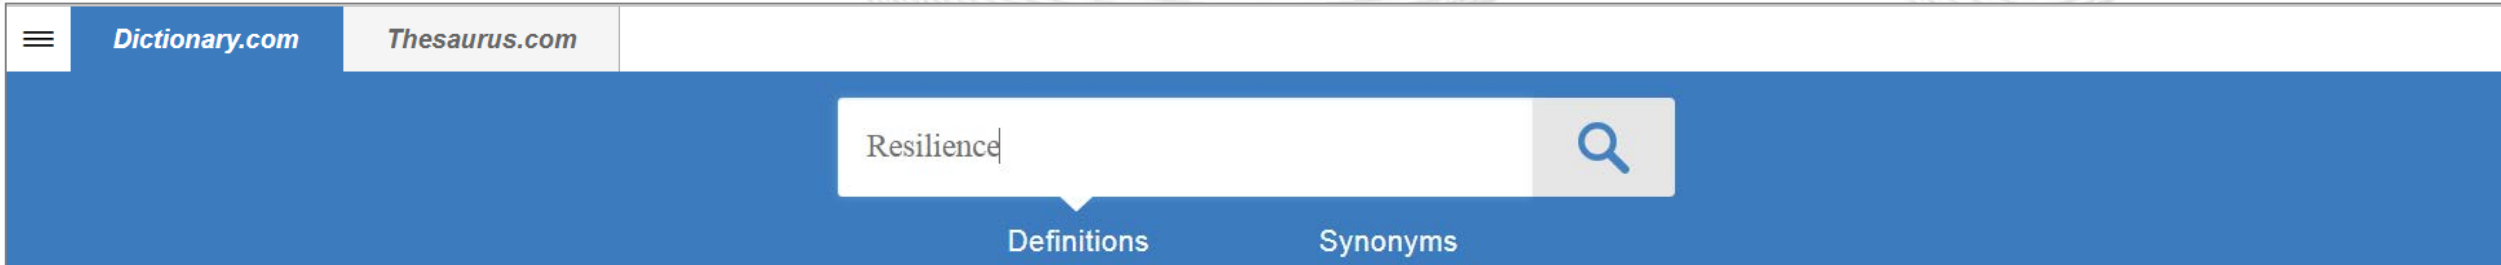 Dictionary.com Thesaurus.com
Resilience
Definitions Synonyms